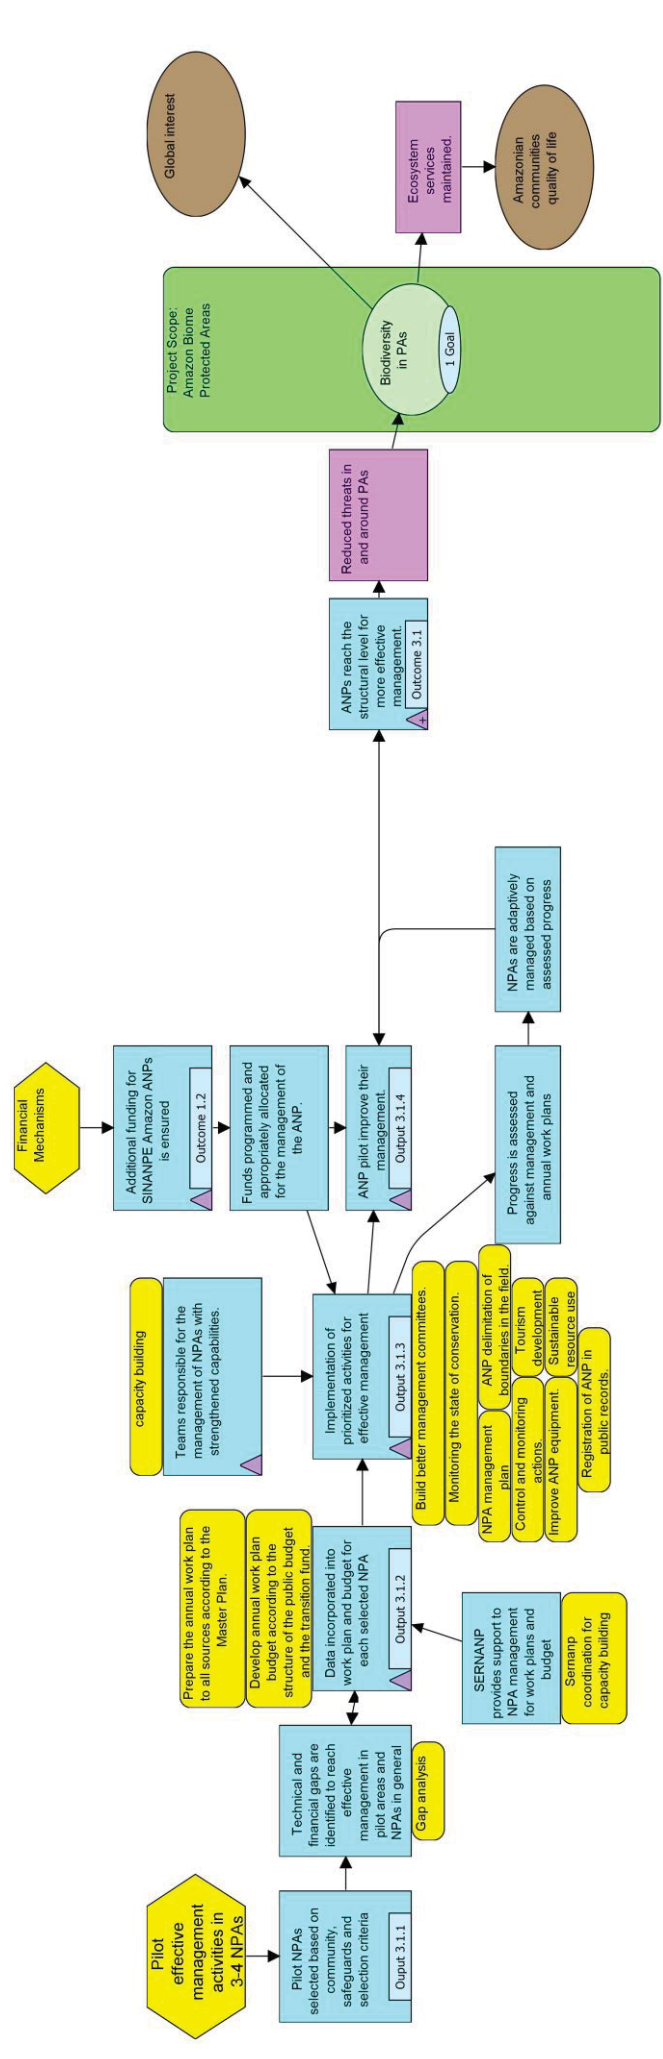 Pilot
effective
management
activities in
3-4 NPAs
Pilot NPAs
selected based on
community,
safeguards and
selection criteria
Ouput 3.1.1
Technical and
financial gaps are
identified to reach
effective
management in
pilot areas and
NPAs in general
Gap analysis
Prepare the annual work plan
to all sources according to the
Master Plan.
Develop annual work plan
budget according to the
structure of the public budget
and the transition fund.
Data incorporated into
work plan and budget for
each selected NPA
Output 3.1.2
SERNANP
provides support to
NPA management
for work plans and
budget
Sernanp
coordination for
capacity building
capacity building
Teams responsible for the
management of NPAs with
strengthened capabilities.
Implementation of
prioritized activities for
effective management
Output 3.1.3
Build better management committees.
Monitoring the state of conservation.
NPA management
plan
ANP delimitation of
boundaries in the field.
Control and monitoring
actions.
Tourism
development
Improve ANP equipment.
Sustainable
resource use
Registration of ANP in
public records.
Financial
Mechanisms
Additional funding for
SINANPE Amazon ANPs
is ensured
Outcome 1.2
Funds programmed and
appropriately allocated
for the management of
the ANP.
ANP pilot improve their
management.
Output 3.1.4
Progress is assessed
against management and
annual work plans
NPAs are adaptively
managed based on
assessed progress
ANPs reach the
structural level for
more effective
management.
Outcome 3.1
+
Reduced threats in
and around PAs
Project Scope:
Amazon Biome
Protected Areas
Biodiversity
in PAs
1 Goal
Global interest
Ecosystem
services
maintained.
Amazonian
communities
quality of life